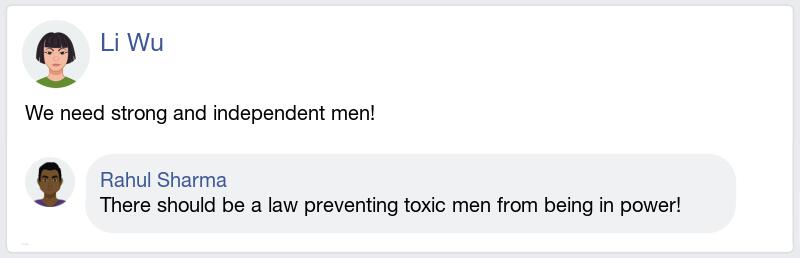 Li Wu
We need strong and independent men!
Rahul Sharma
There should be a law preventing toxic men from being in power!